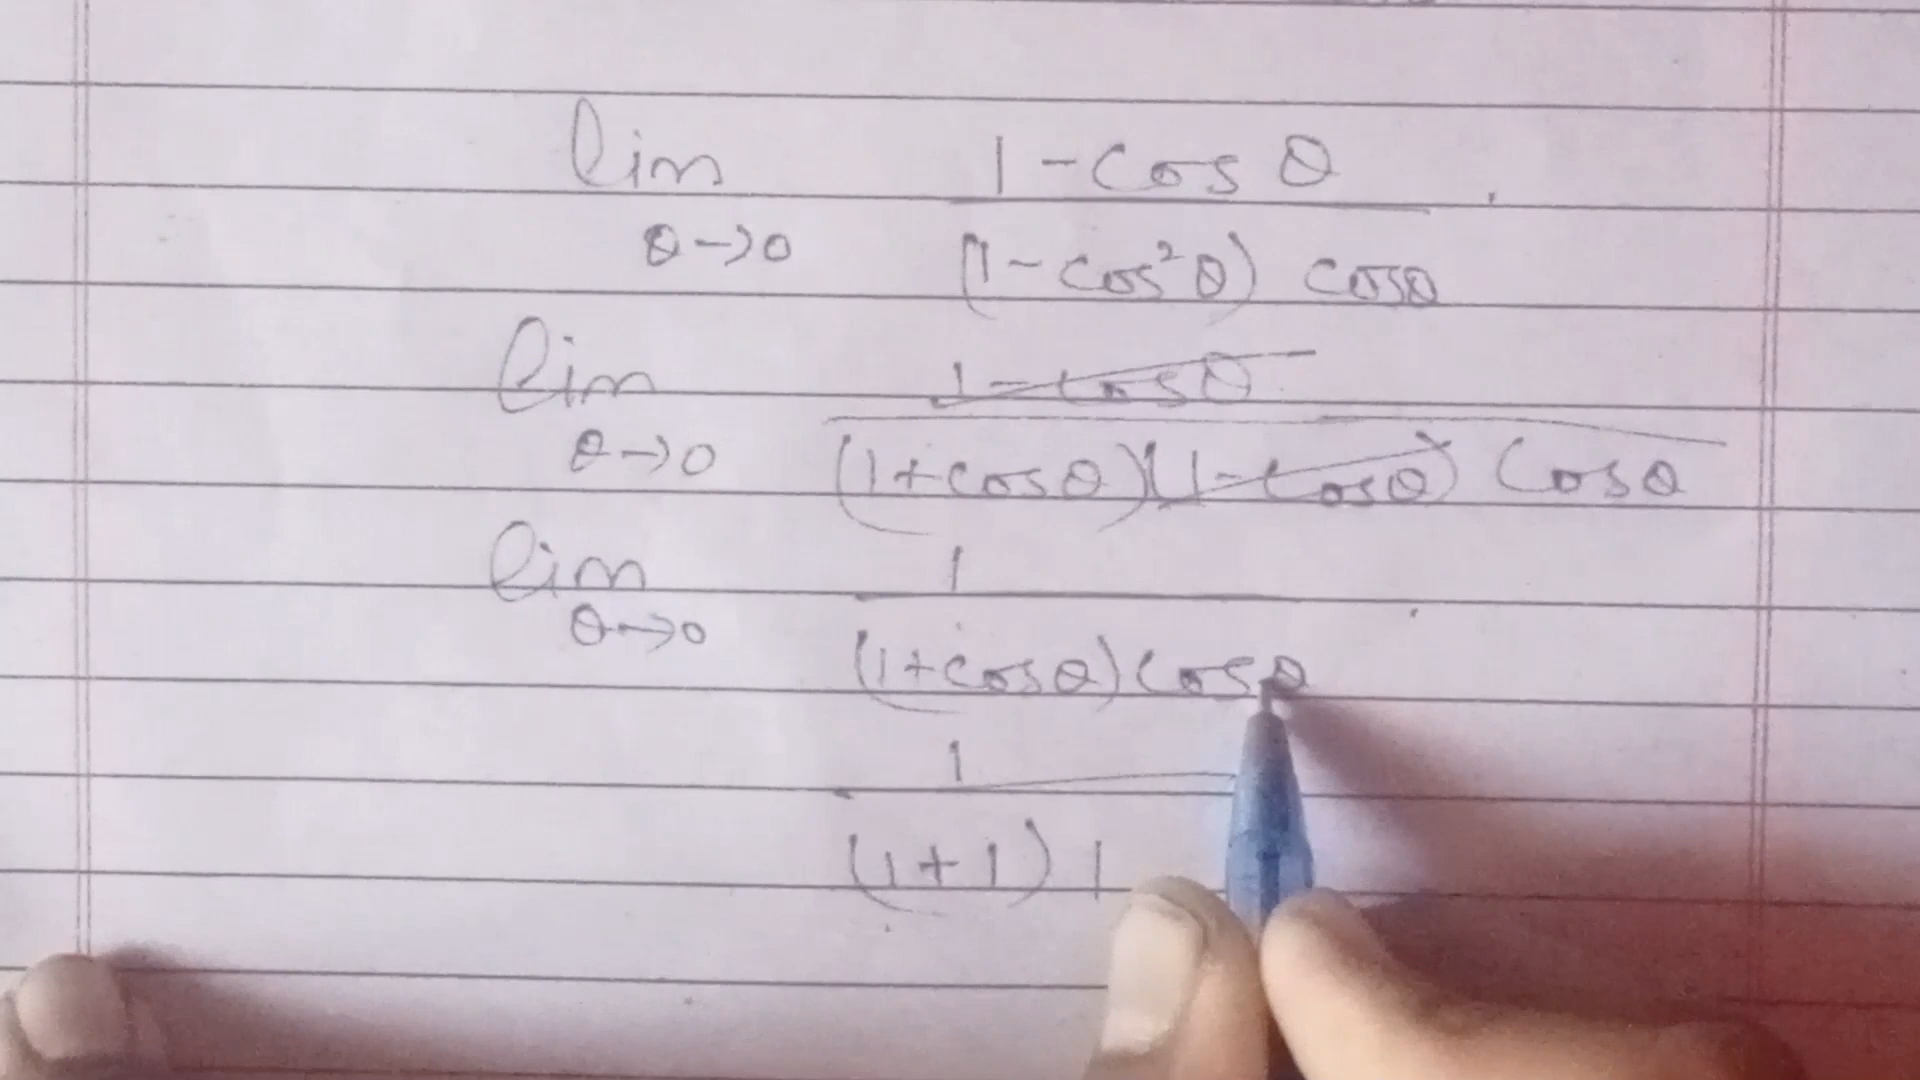 lim 1 - cos θ
θ→0 (1 - cos²θ) cosθ
lim 1 - cosθ
θ→0 (1+cosθ)(1-cosθ) cosθ
lim 1
θ→0 (1+cosθ) cosθ
1
(1+1) 1